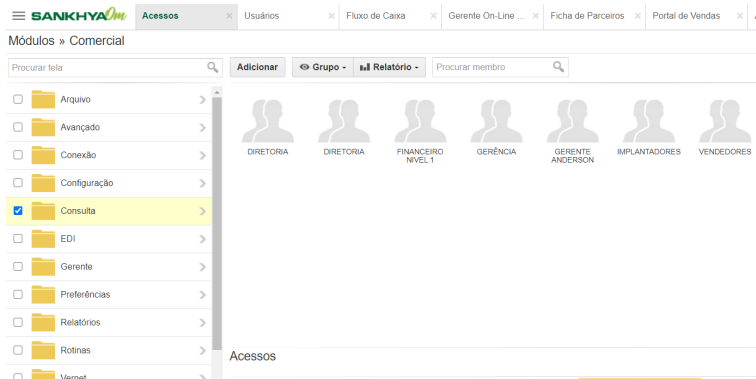 SANKHYA Om
Acessos
Usuários
Fluxo de Caixa
Gerente On-Line ...
Ficha de Parceiros
Portal de Vendas
Módulos » Comercial
Procurar tela
Adicionar
Grupo
Relatório
Procurar membro
Arquivo
Avançado
Conexão
Configuração
Consulta
EDI
Gerente
Preferências
Relatórios
Rotinas
Vernet
DIRETORIA
DIRETORIA
FINANCEIRO
NIVEL 1
GERÊNCIA
GERENTE
ANDERSON
IMPLANTADORES
VENDEDORES
Acessos